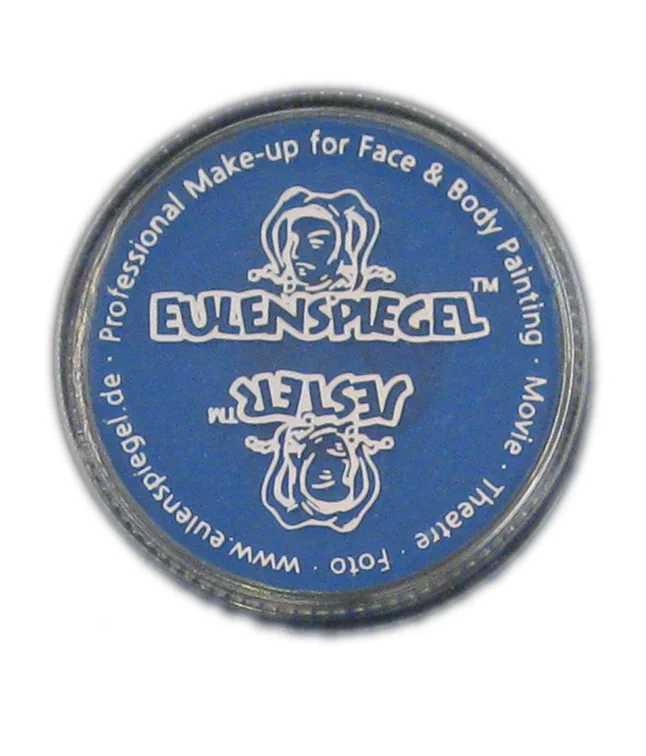 Professional Make-up for Face & Body Painting · Movie · Theatre · Foto · www.eulenspiegel.de ·
EULENSPIEGEL™
JESTER™